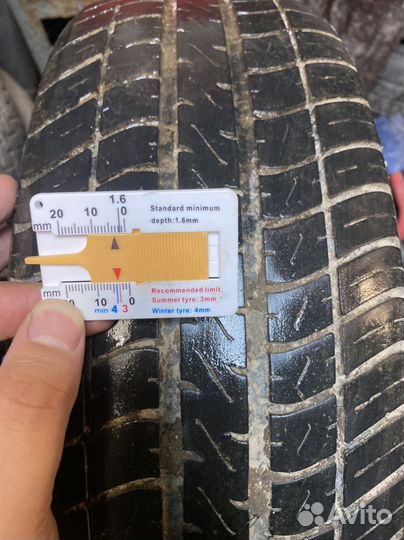 1.6
mm 20 10 0
Standard minimum
depth:1.6mm
mm 0 10 0
min 4 3
Recommended limit.
Summer tyre: 3mm
Winter tyre: 4mm
Avito